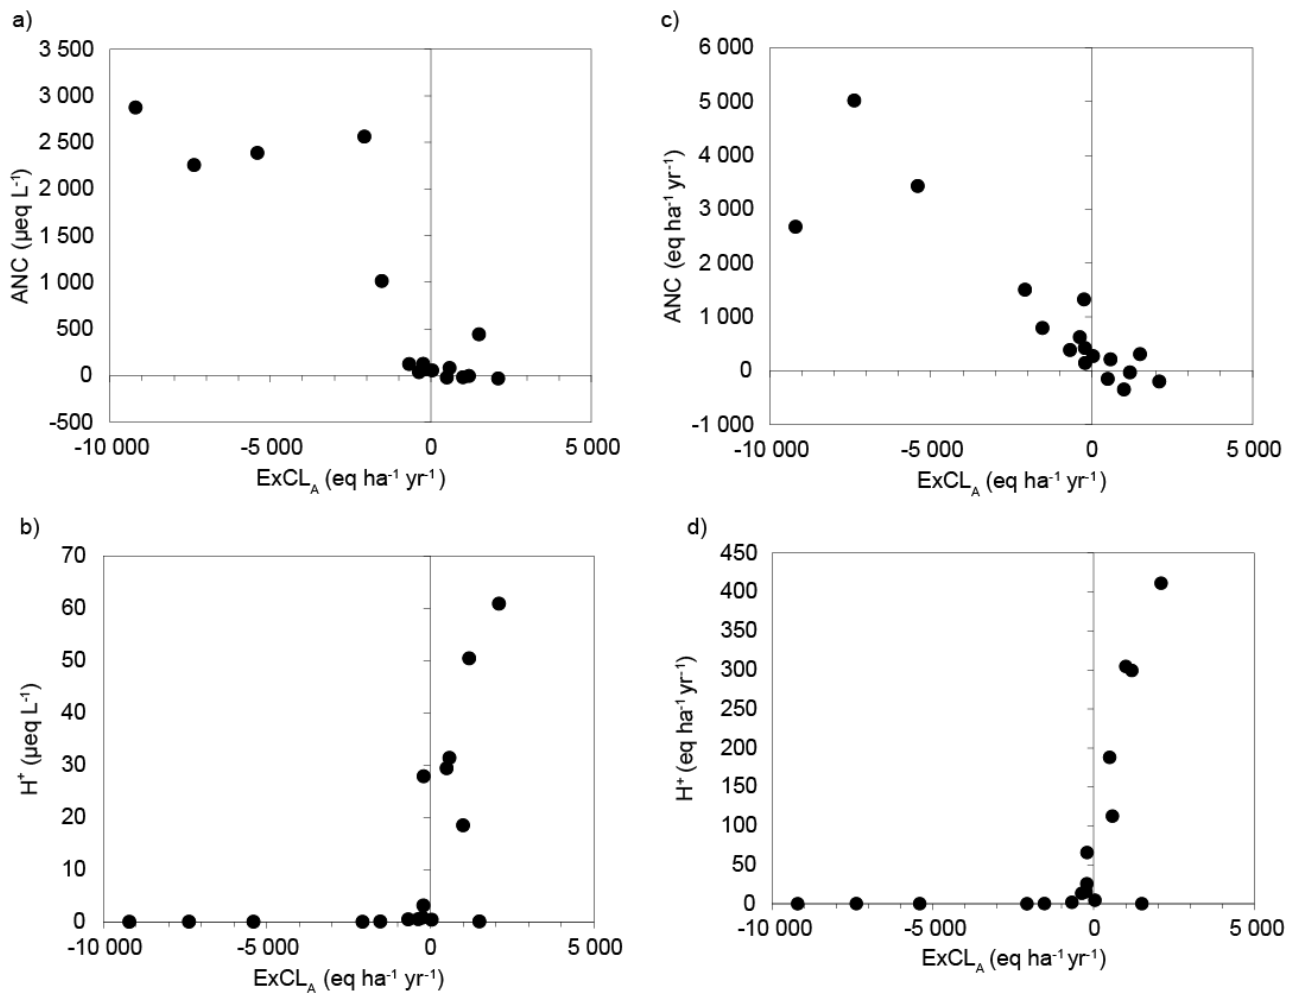 a)
3 500
3 000
2 500
2 000
1 500
1 000
500
0
-500
-10 000 -5 000 0 5 000
ANC (µeq L⁻¹)
ExCL_A (eq ha⁻¹ yr⁻¹)
c)
6 000
5 000
4 000
3 000
2 000
1 000
0
-1 000
-10 000 -5 000 0 5 000
ANC (eq ha⁻¹ yr⁻¹)
ExCL_A (eq ha⁻¹ yr⁻¹)
b)
70
60
50
40
30
20
10
0
-10 000 -5 000 0 5 000
H⁺ (µeq L⁻¹)
ExCL_A (eq ha⁻¹ yr⁻¹)
d)
450
400
350
300
250
200
150
100
50
0
-10 000 -5 000 0 5 000
H⁺ (eq ha⁻¹ yr⁻¹)
ExCL_A (eq ha⁻¹ yr⁻¹)